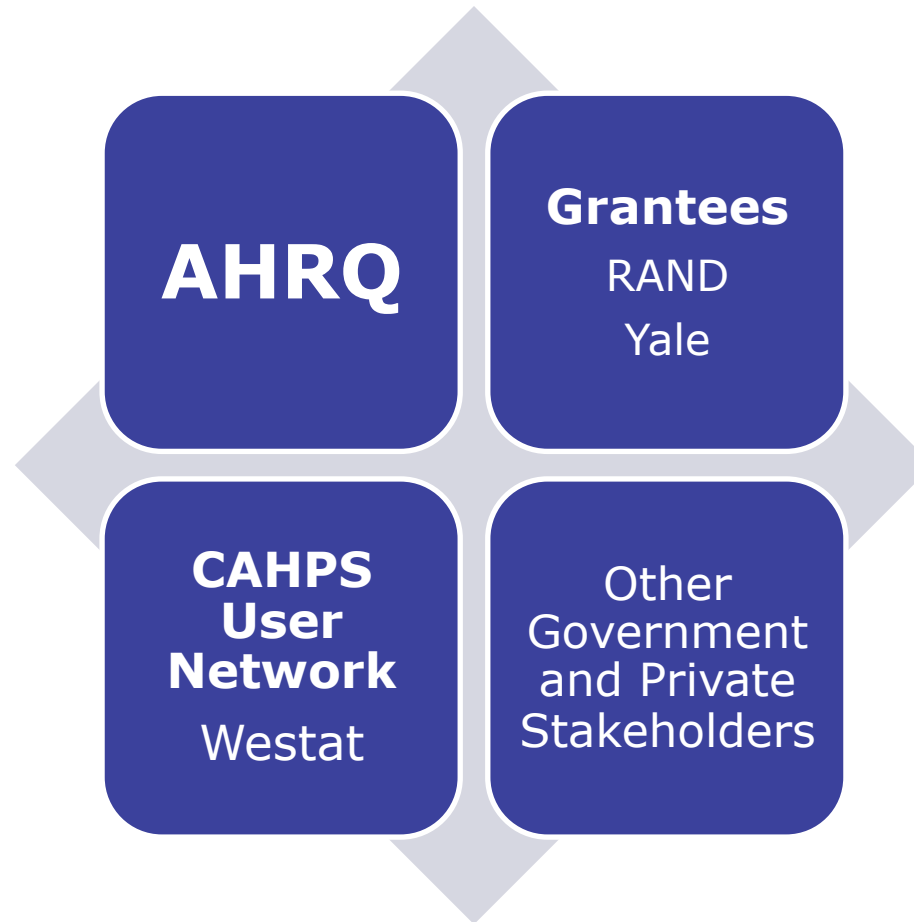 AHRQ
Grantees
RAND
Yale
CAHPS
User
Network
Westat
Other
Government
and Private
Stakeholders